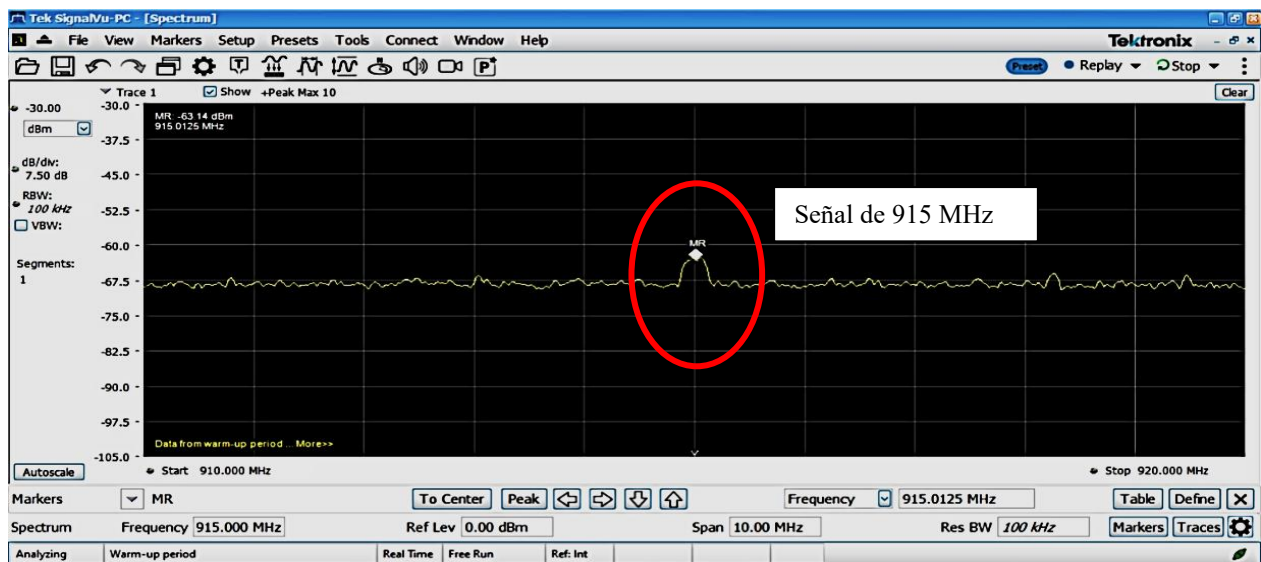 Tek SignalVu-PC - [Spectrum]
File View Markers Setup Presets Tools Connect Window Help
Tektronix
Preset Replay Stop
Trace 1 Show +Peak Max 10 Clear
-30.00
dBm
dB/div:
7.50 dB
RBW:
100 kHz
VBW:
Segments:
1
Autoscale
-30.0
-37.5
-45.0
-52.5
-60.0
-67.5
-75.0
-82.5
-90.0
-97.5
-105.0
MR -63.14 dBm
915.0125 MHz
MR
Señal de 915 MHz
Data from warm-up period... More>>
Start 910.000 MHz
Stop 920.000 MHz
Markers MR To Center Peak Frequency 915.0125 MHz Table Define
Spectrum Frequency 915.000 MHz Ref Lev 0.00 dBm Span 10.00 MHz Res BW 100 kHz Markers Traces
Analyzing Warm-up period Real Time Free Run Ref: Int